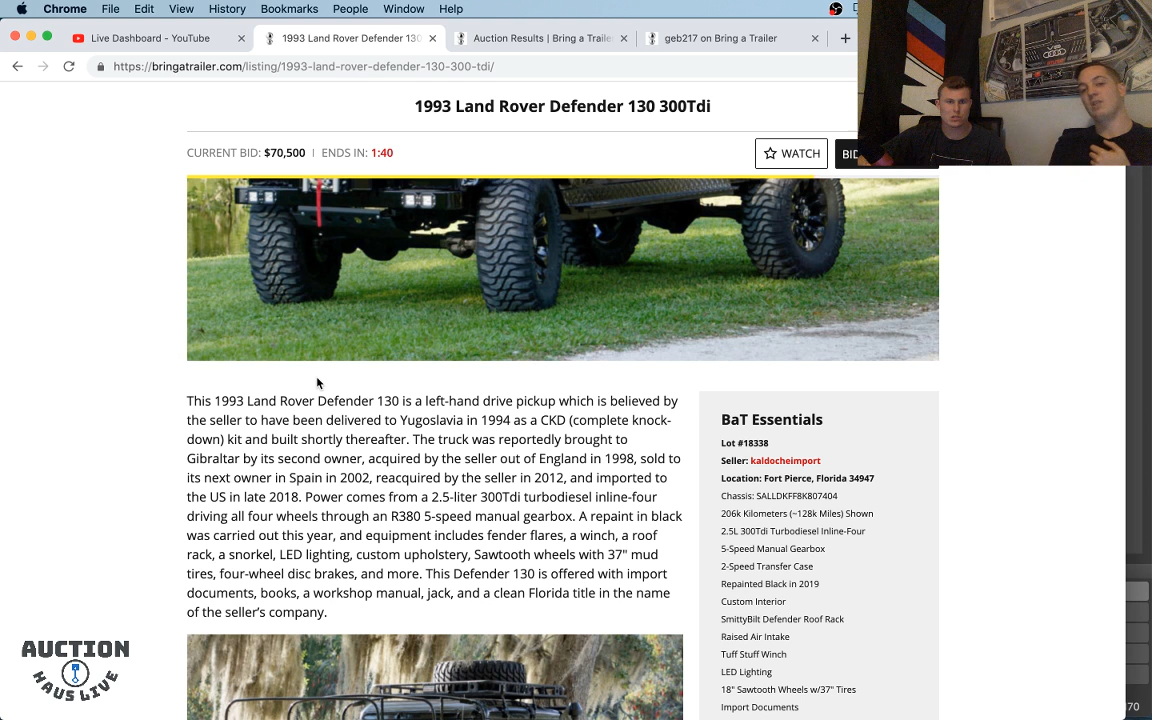 Chrome File Edit View History Bookmarks People Window Help
Live Dashboard - YouTube
1993 Land Rover Defender 130
Auction Results | Bring a Traile
geb217 on Bring a Trailer
https://bringatrailer.com/listing/1993-land-rover-defender-130-300-tdi/
1993 Land Rover Defender 130 300Tdi
CURRENT BID: $70,500 | ENDS IN: 1:40
WATCH
BID
This 1993 Land Rover Defender 130 is a left-hand drive pickup which is believed by
the seller to have been delivered to Yugoslavia in 1994 as a CKD (complete knock-
down) kit and built shortly thereafter. The truck was reportedly brought to
Gibraltar by its second owner, acquired by the seller out of England in 1998, sold to
its next owner in Spain in 2002, reacquired by the seller in 2012, and imported to
the US in late 2018. Power comes from a 2.5-liter 300Tdi turbodiesel inline-four
driving all four wheels through an R380 5-speed manual gearbox. A repaint in black
was carried out this year, and equipment includes fender flares, a winch, a roof
rack, a snorkel, LED lighting, custom upholstery, Sawtooth wheels with 37" mud
tires, four-wheel disc brakes, and more. This Defender 130 is offered with import
documents, books, a workshop manual, jack, and a clean Florida title in the name
of the seller's company.
BaT Essentials
Lot #18338
Seller: kaldocheimport
Location: Fort Pierce, Florida 34947
Chassis: SALLDKFF8KA807404
206k Kilometers (~128k Miles) Shown
2.5L 300Tdi Turbodiesel Inline-Four
5-Speed Manual Gearbox
2-Speed Transfer Case
Repainted Black in 2019
Custom Interior
SmittyBilt Defender Roof Rack
Raised Air Intake
Tuff Stuff Winch
LED Lighting
18" Sawtooth Wheels w/37" Tires
Import Documents
AUCTION
HAUS LIVE
70